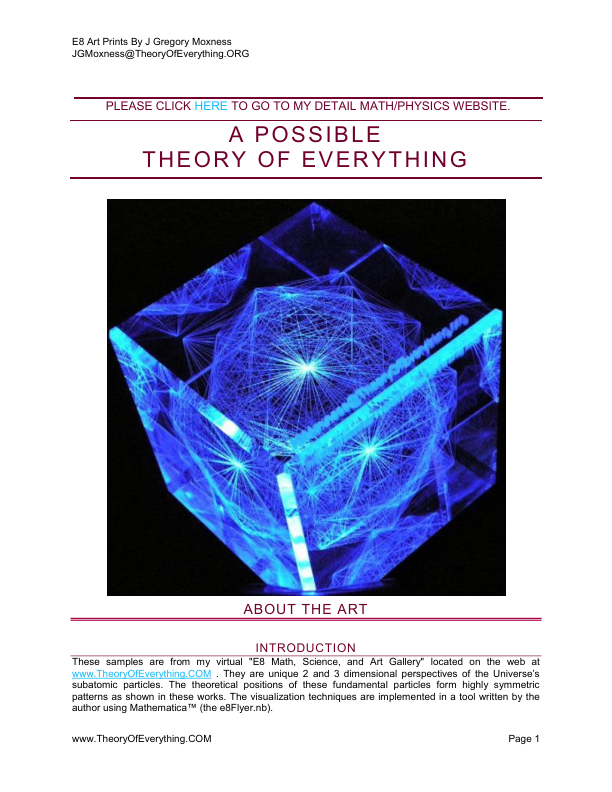 E8 Art Prints By J Gregory Moxness
JGMoxness@TheoryOfEverything.ORG
PLEASE CLICK HERE TO GO TO MY DETAIL MATH/PHYSICS WEBSITE.
A POSSIBLE
THEORY OF EVERYTHING
ABOUT THE ART
INTRODUCTION
These samples are from my virtual "E8 Math, Science, and Art Gallery" located on the web at
www.TheoryOfEverything.COM . They are unique 2 and 3 dimensional perspectives of the Universe's
subatomic particles. The theoretical positions of these fundamental particles form highly symmetric
patterns as shown in these works. The visualization techniques are implemented in a tool written by the
author using Mathematica™ (the e8Flyer.nb).
www.TheoryOfEverything.COM Page 1